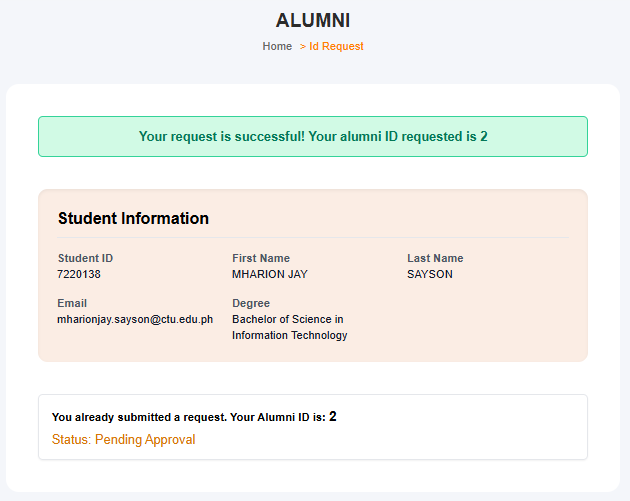 ALUMNI
Home > Id Request
Your request is successful! Your alumni ID requested is 2
Student Information
Student ID First Name Last Name
7220138 MHARION JAY SAYSON
Email Degree
mharionjay.sayson@ctu.edu.ph Bachelor of Science in
Information Technology
You already submitted a request. Your Alumni ID is: 2
Status: Pending Approval